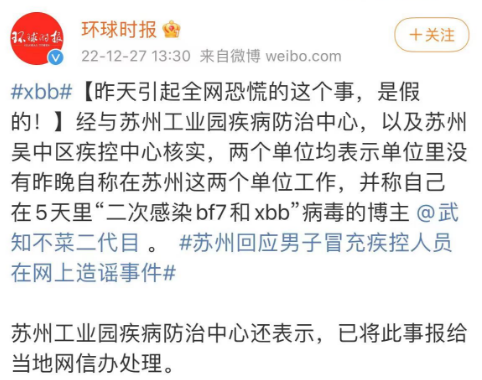 环球时报
环球时报
22-12-27 13:30 来自微博 weibo.com
+关注
#xbb#【昨天引起全网恐慌的这个事，是假
的！】经与苏州工业园疾病防治中心，以及苏州
吴中区疾控中心核实，两个单位均表示单位里没
有昨晚自称在苏州这两个单位工作，并称自己
在5天里“二次感染bf7和xbb”病毒的博主 @武
知不菜二代目 。 #苏州回应男子冒充疾控人员
在网上造谣事件#
苏州工业园疾病防治中心还表示，已将此事报给
当地网信办处理。